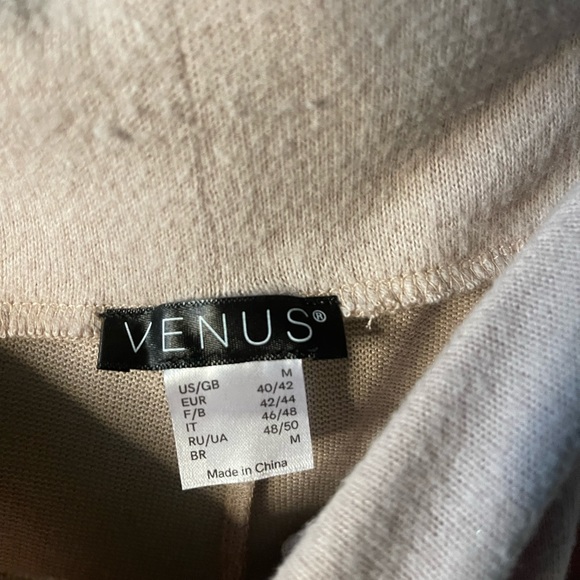 VENUS®
US/GB M
EUR 40/42
F/B 42/44
IT 46/48
RU/UA 48/50
BR M
Made in China